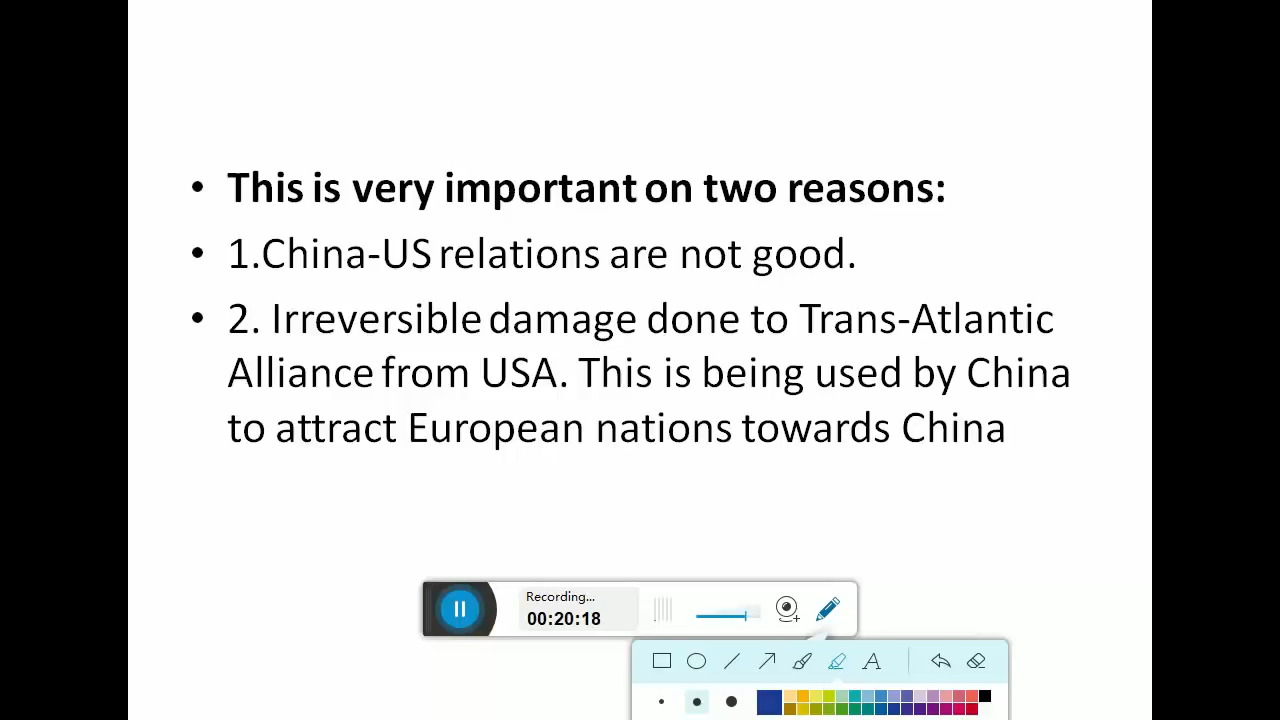 • This is very important on two reasons:
• 1.China-US relations are not good.
• 2. Irreversible damage done to Trans-Atlantic
Alliance from USA. This is being used by China
to attract European nations towards China
Recording...
00:20:18
A